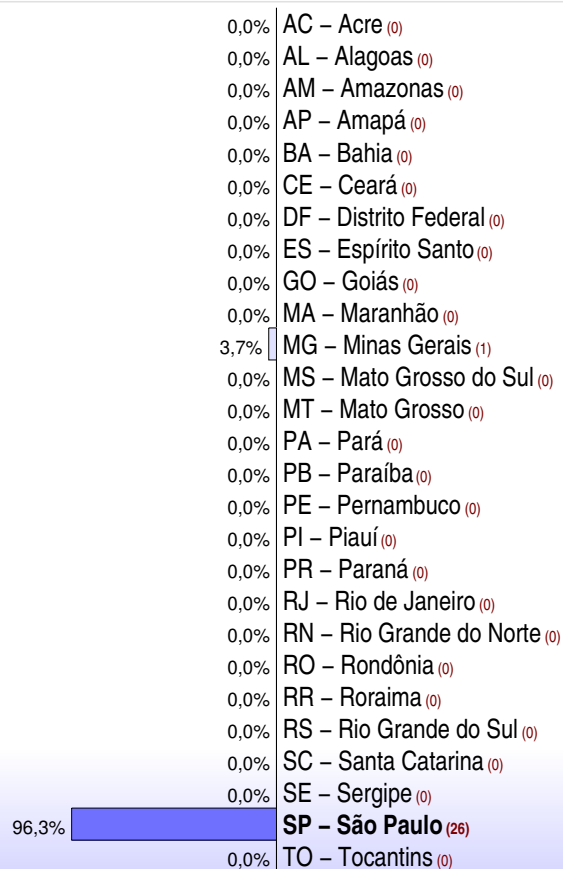 0,0% AC – Acre (0)
0,0% AL – Alagoas (0)
0,0% AM – Amazonas (0)
0,0% AP – Amapá (0)
0,0% BA – Bahia (0)
0,0% CE – Ceará (0)
0,0% DF – Distrito Federal (0)
0,0% ES – Espírito Santo (0)
0,0% GO – Goiás (0)
0,0% MA – Maranhão (0)
3,7% MG – Minas Gerais (1)
0,0% MS – Mato Grosso do Sul (0)
0,0% MT – Mato Grosso (0)
0,0% PA – Pará (0)
0,0% PB – Paraíba (0)
0,0% PE – Pernambuco (0)
0,0% PI – Piauí (0)
0,0% PR – Paraná (0)
0,0% RJ – Rio de Janeiro (0)
0,0% RN – Rio Grande do Norte (0)
0,0% RO – Rondônia (0)
0,0% RR – Roraima (0)
0,0% RS – Rio Grande do Sul (0)
0,0% SC – Santa Catarina (0)
0,0% SE – Sergipe (0)
96,3% SP – São Paulo (26)
0,0% TO – Tocantins (0)